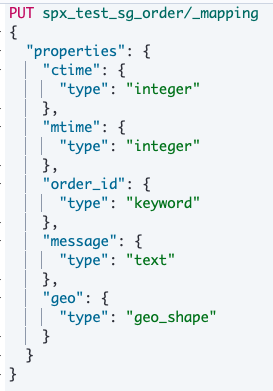 PUT spx_test_sg_order/_mapping
{
  "properties": {
    "ctime": {
      "type": "integer"
    },
    "mtime": {
      "type": "integer"
    },
    "order_id": {
      "type": "keyword"
    },
    "message": {
      "type": "text"
    },
    "geo": {
      "type": "geo_shape"
    }
  }
}